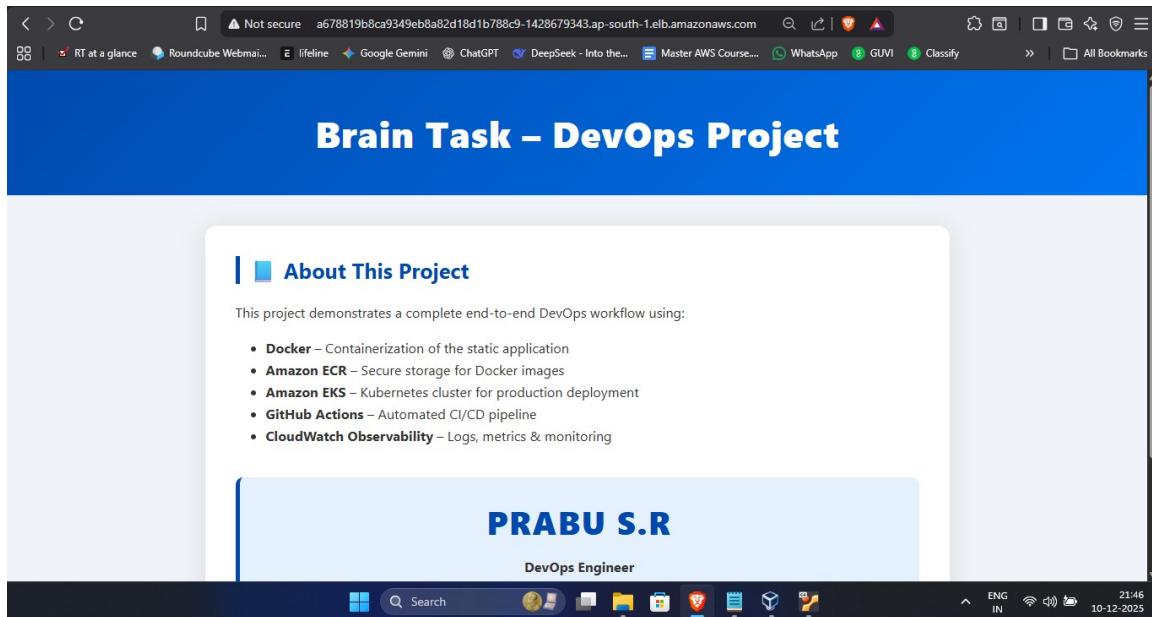 Not secure a678819b8ca9349eb8a82d18d1b788c9-1428679343.ap-south-1.elb.amazonaws.com
RT at a glance Roundcube Webmai... lifeline Google Gemini ChatGPT DeepSeek - Into the... Master AWS Course.... WhatsApp GUVI Classify » All Bookmarks
Brain Task – DevOps Project
About This Project
This project demonstrates a complete end-to-end DevOps workflow using:
• Docker – Containerization of the static application
• Amazon ECR – Secure storage for Docker images
• Amazon EKS – Kubernetes cluster for production deployment
• GitHub Actions – Automated CI/CD pipeline
• CloudWatch Observability – Logs, metrics & monitoring
PRABU S.R
DevOps Engineer
Search
ENG
IN
21:46
10-12-2025